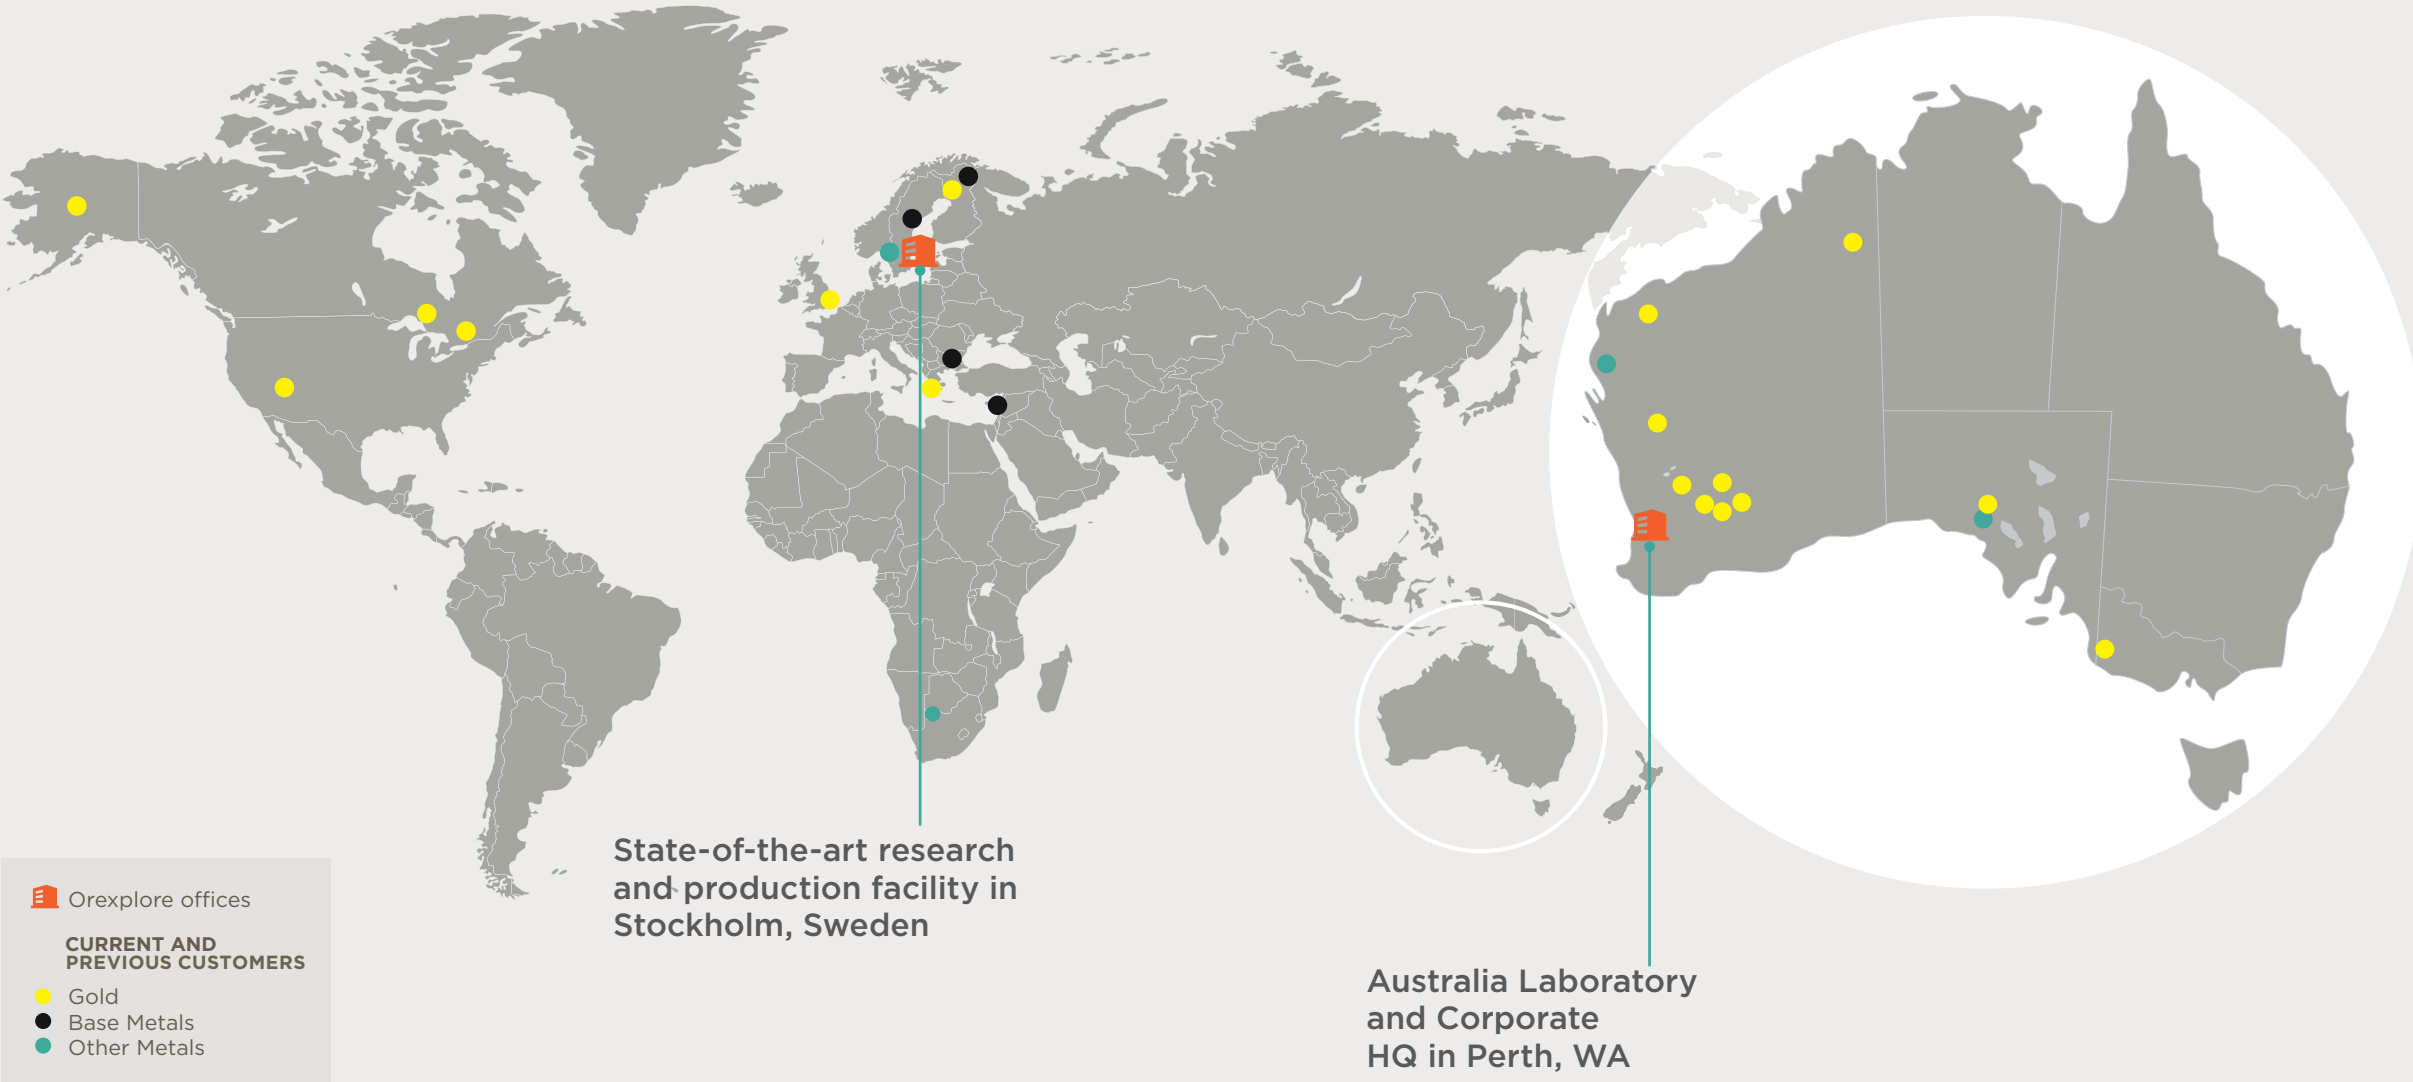 State-of-the-art research
and production facility in
Stockholm, Sweden
Orexplore offices
CURRENT AND
PREVIOUS CUSTOMERS
Gold
Base Metals
Other Metals
Australia Laboratory
and Corporate
HQ in Perth, WA